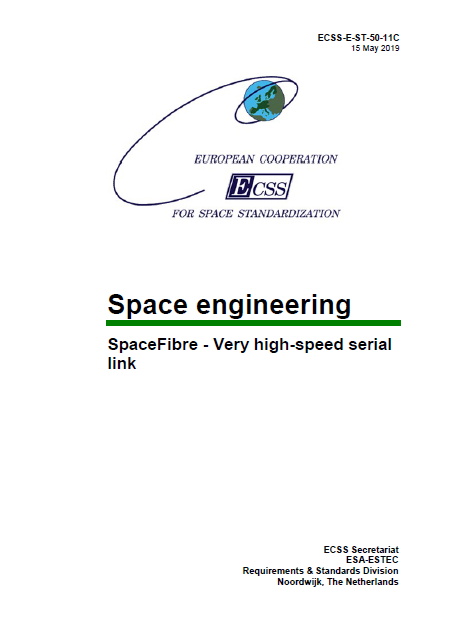 ECSS-E-ST-50-11C
15 May 2019
EUROPEAN COOPERATION
ECSS
FOR SPACE STANDARDIZATION
Space engineering
SpaceFibre - Very high-speed serial
link
ECSS Secretariat
ESA-ESTEC
Requirements & Standards Division
Noordwijk, The Netherlands